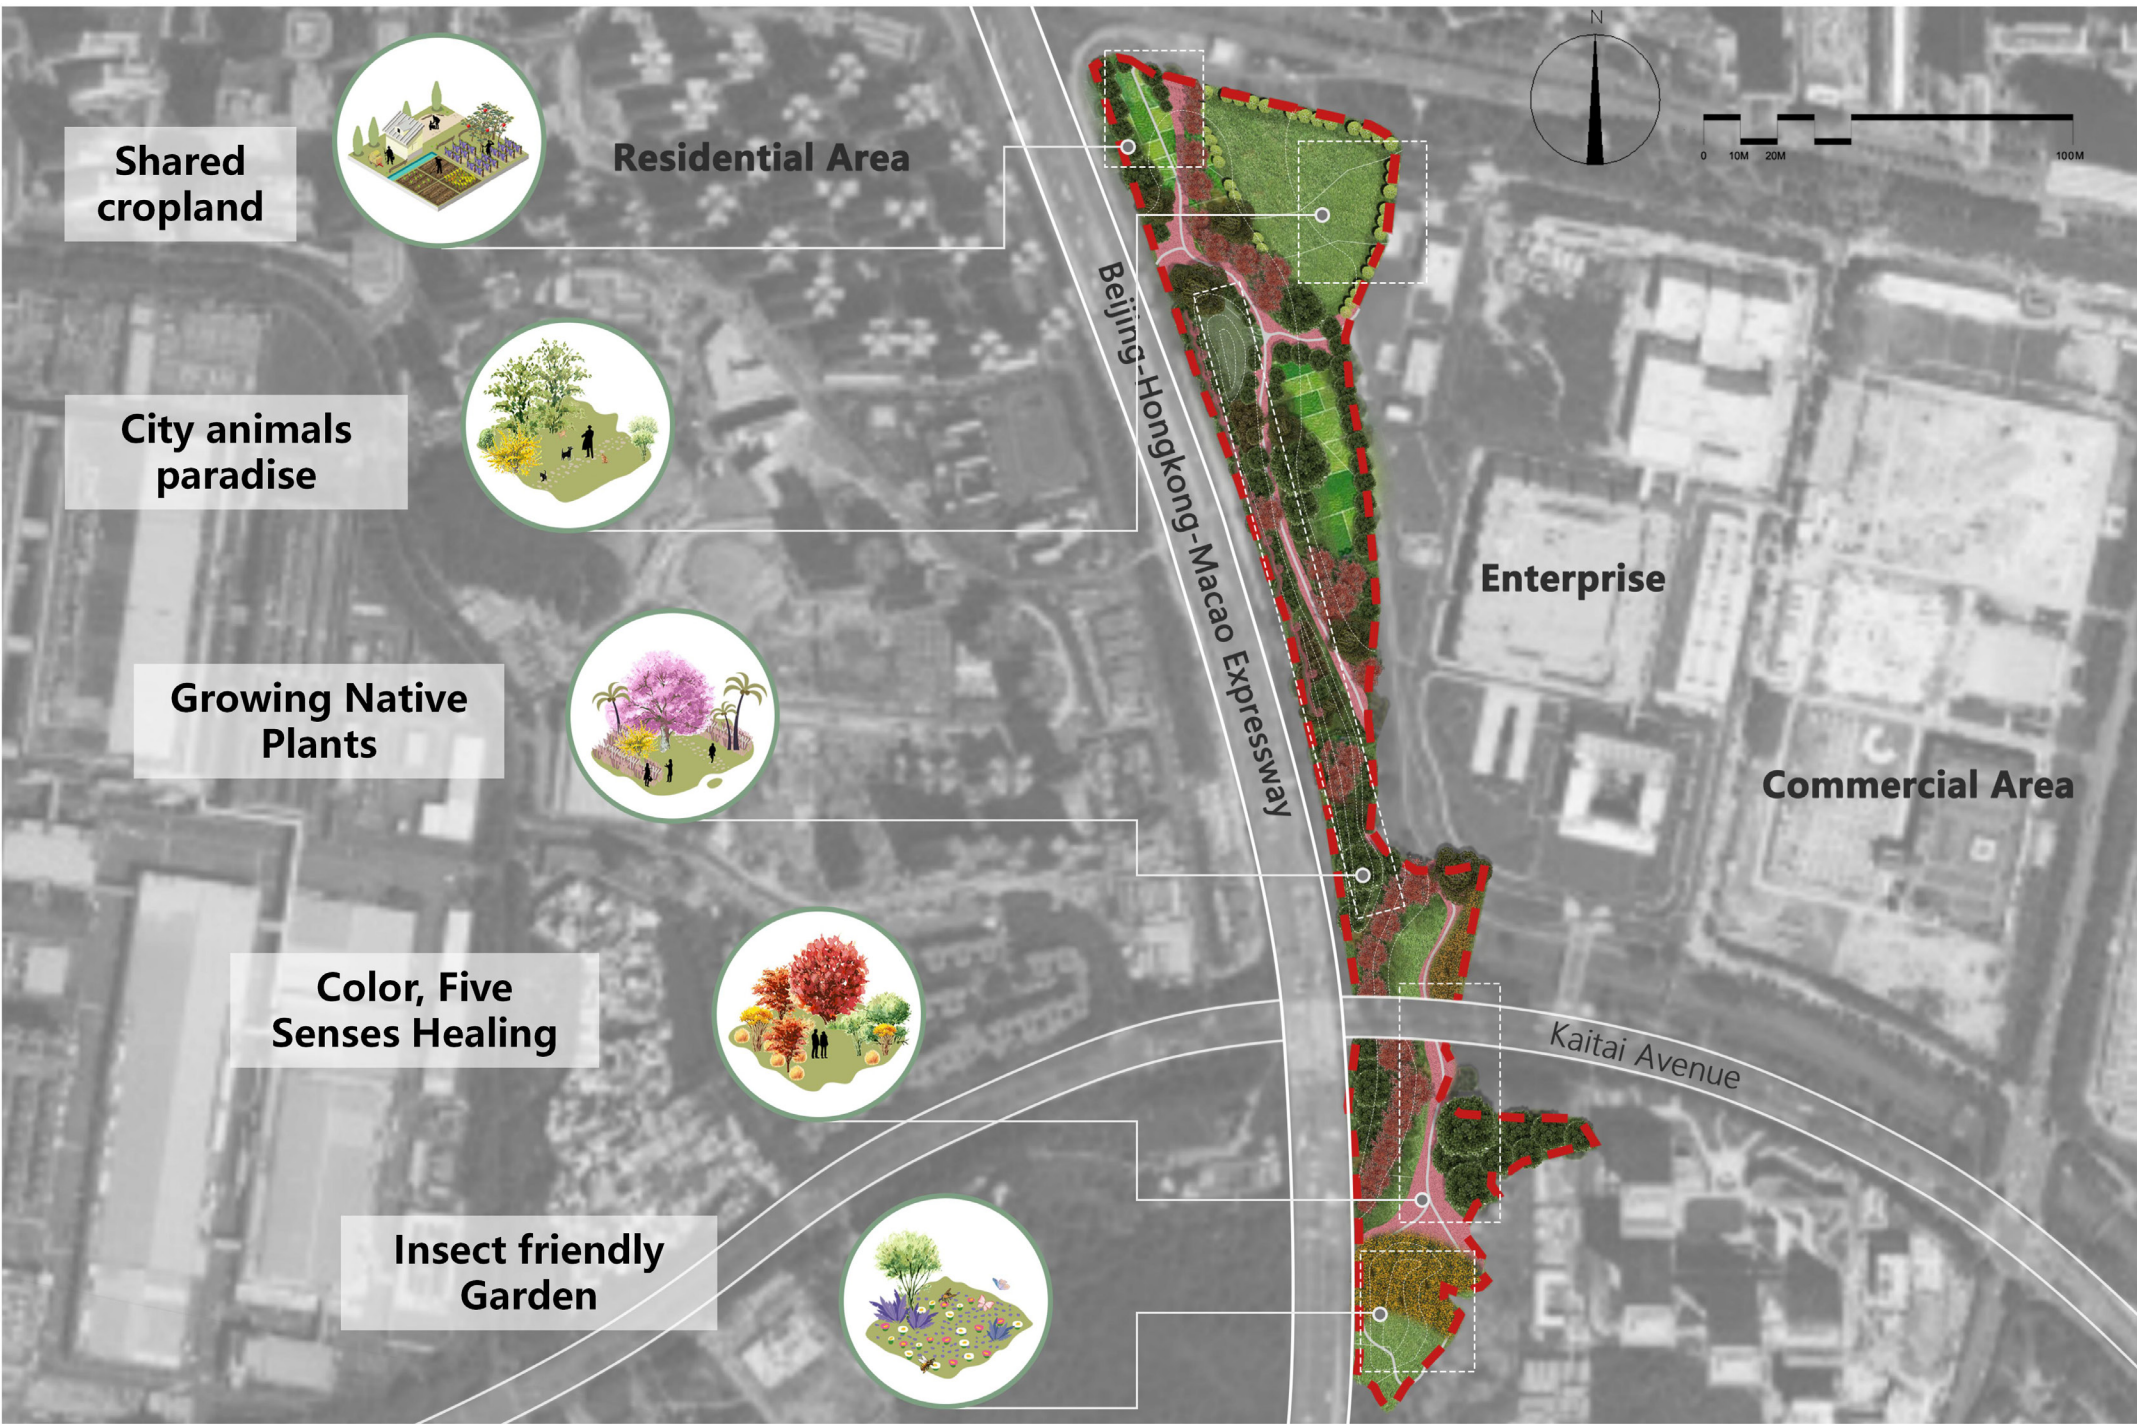 N
0
10M
20M
100M
Shared
cropland
Residential Area
City animals
paradise
Beijing-Hongkong-Macao Expressway
Enterprise
Growing Native
Plants
Commercial Area
Color, Five
Senses Healing
Kaitai Avenue
Insect friendly
Garden